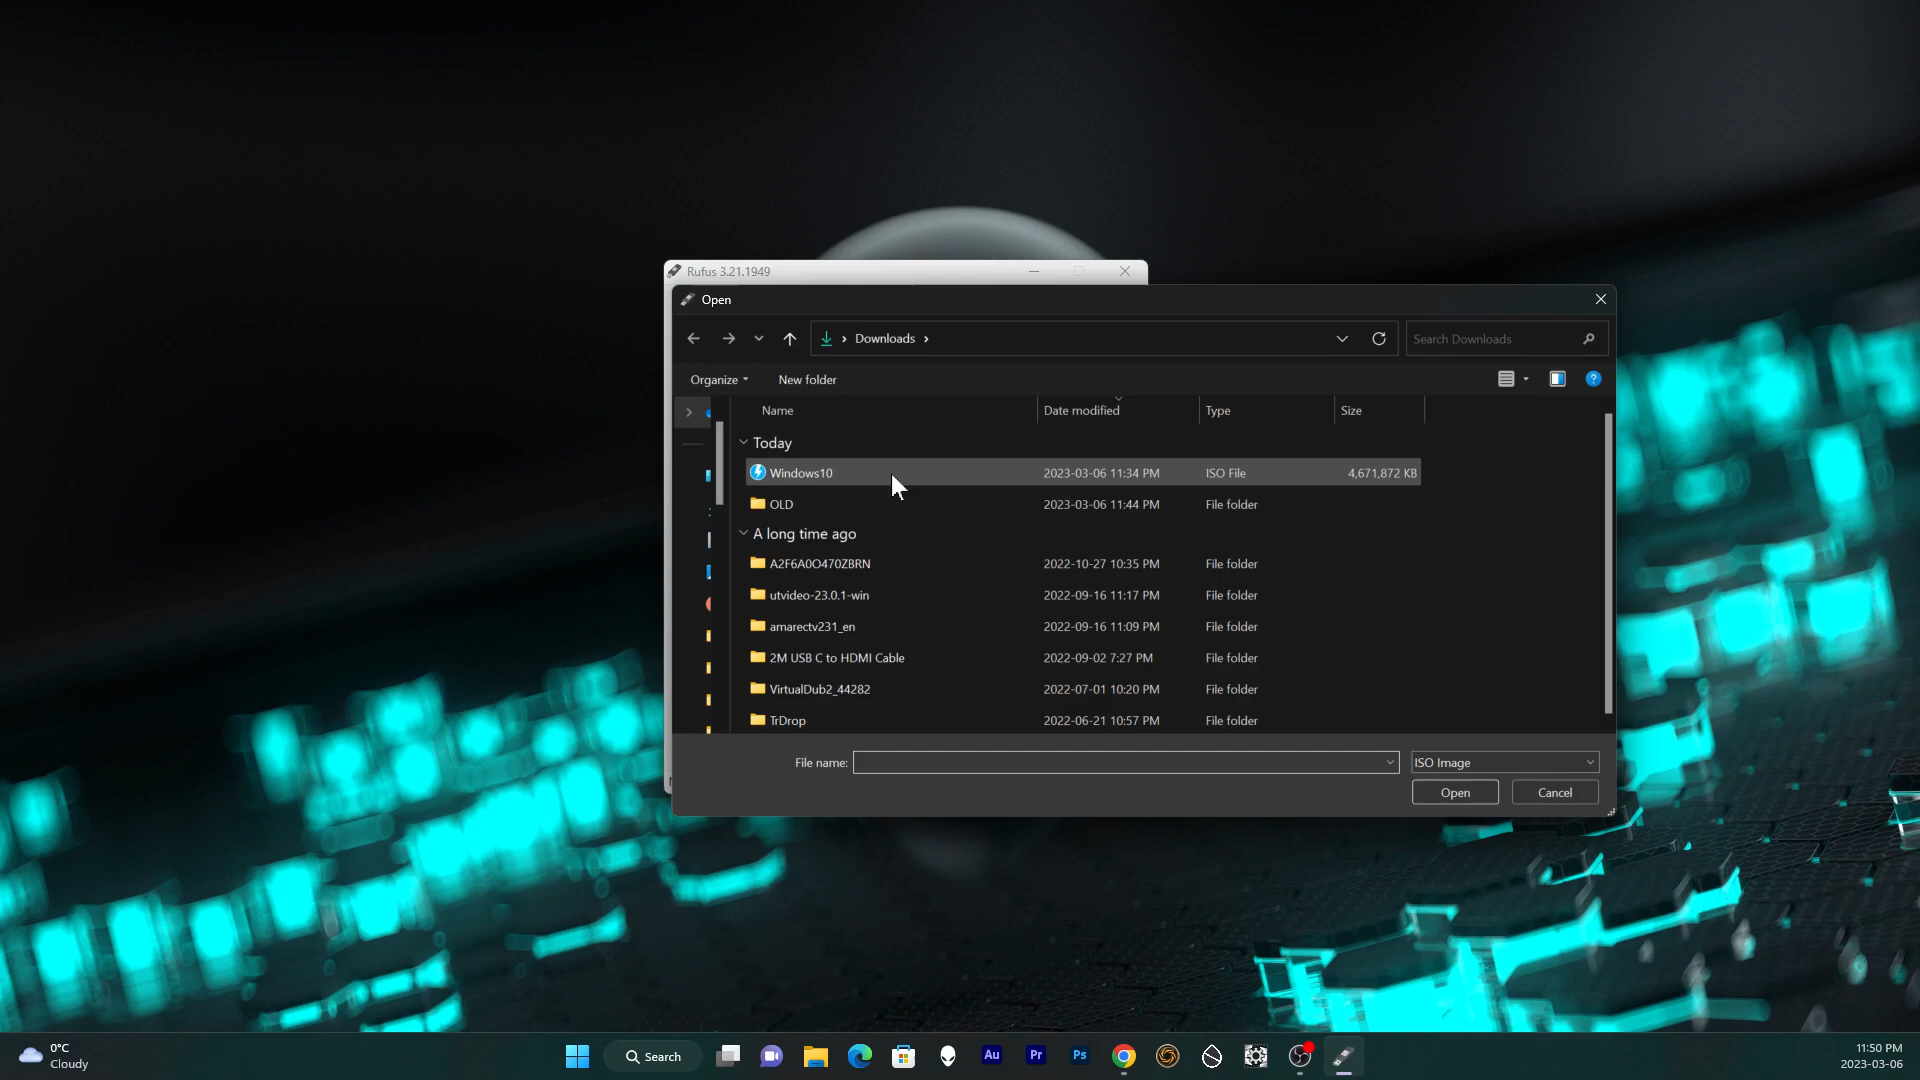 Rufus 3.21.1949
Open
Downloads
Search Downloads
Organize
New folder
Name Date modified Type Size
Today
Windows10 2023-03-06 11:34 PM ISO File 4,671,872 KB
OLD 2023-03-06 11:44 PM File folder
A long time ago
A2F6A0O470ZBRN 2022-10-27 10:35 PM File folder
utvideo-23.0.1-win 2022-09-16 11:17 PM File folder
amarectv231_en 2022-09-16 11:09 PM File folder
2M USB C to HDMI Cable 2022-09-02 7:27 PM File folder
VirtualDub2_44282 2022-07-01 10:20 PM File folder
TrDrop 2022-06-21 10:57 PM File folder
File name:
ISO Image
Open
Cancel
0°C
Cloudy
Search
Au
Pr
Ps
11:50 PM
2023-03-06